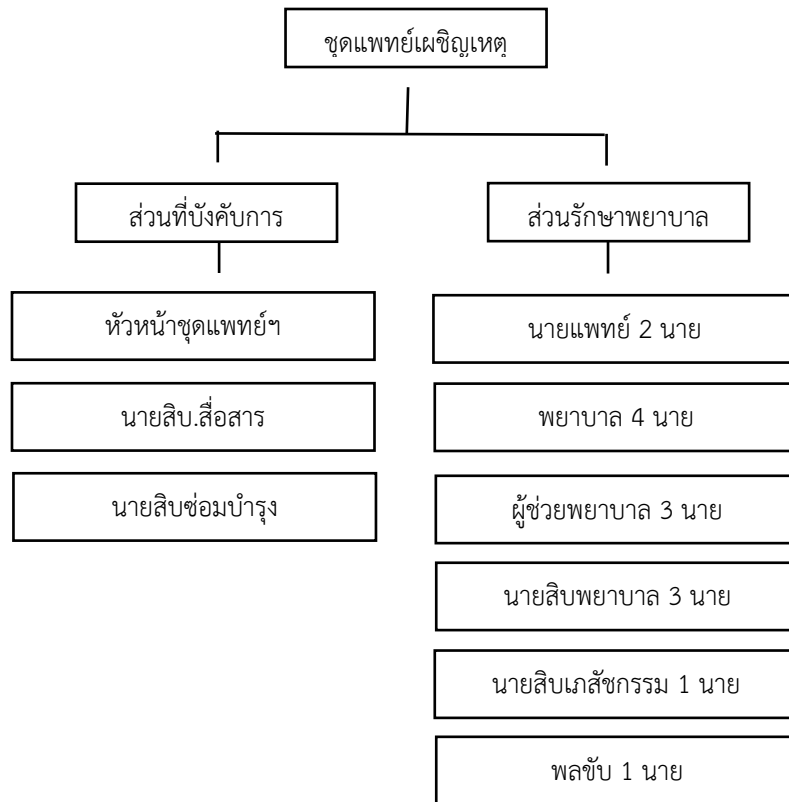 ชุดแพทย์เผชิญเหตุ
ส่วนที่บังคับการ
ส่วนรักษาพยาบาล
หัวหน้าชุดแพทย์ฯ
นายสิบ.สื่อสาร
นายสิบซ่อมบำรุง
นายแพทย์ 2 นาย
พยาบาล 4 นาย
ผู้ช่วยพยาบาล 3 นาย
นายสิบพยาบาล 3 นาย
นายสิบเภสัชกรรม 1 นาย
พลขับ 1 นาย